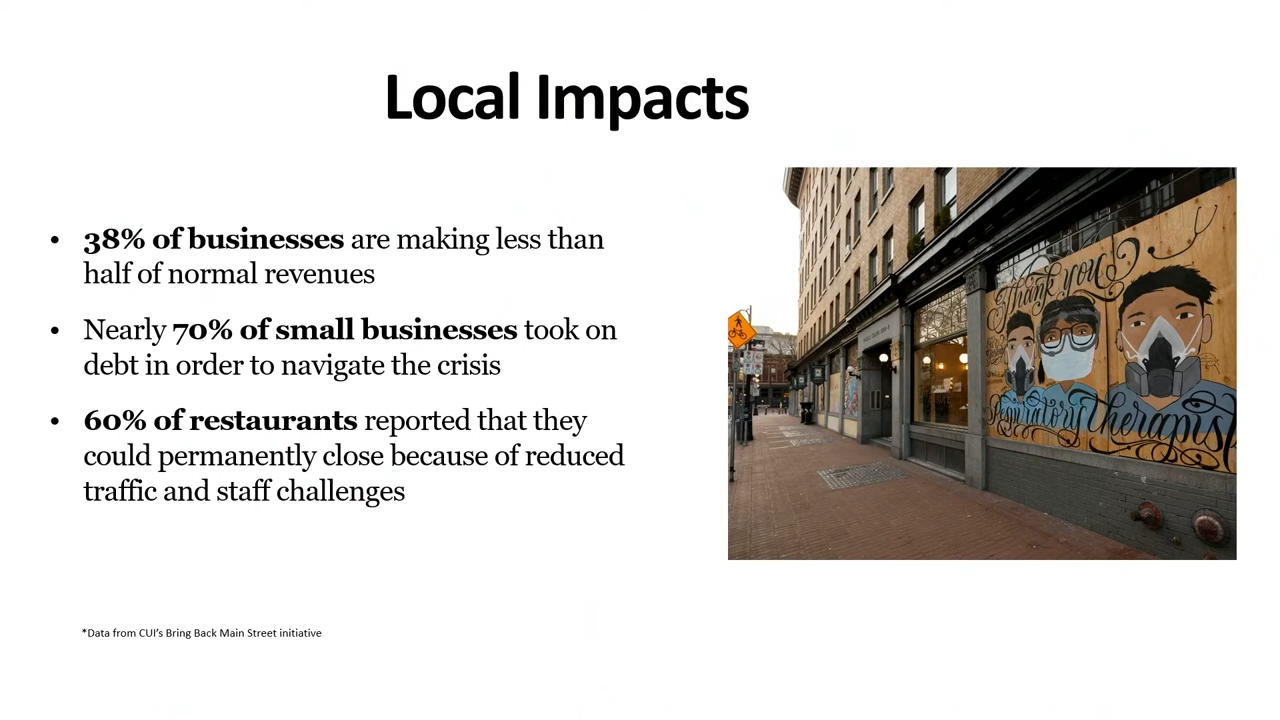 Local Impacts
• 38% of businesses are making less than
half of normal revenues
• Nearly 70% of small businesses took on
debt in order to navigate the crisis
• 60% of restaurants reported that they
could permanently close because of reduced
traffic and staff challenges
Thank you
Respiratory Therapist
*Data from CUI's Bring Back Main Street initiative